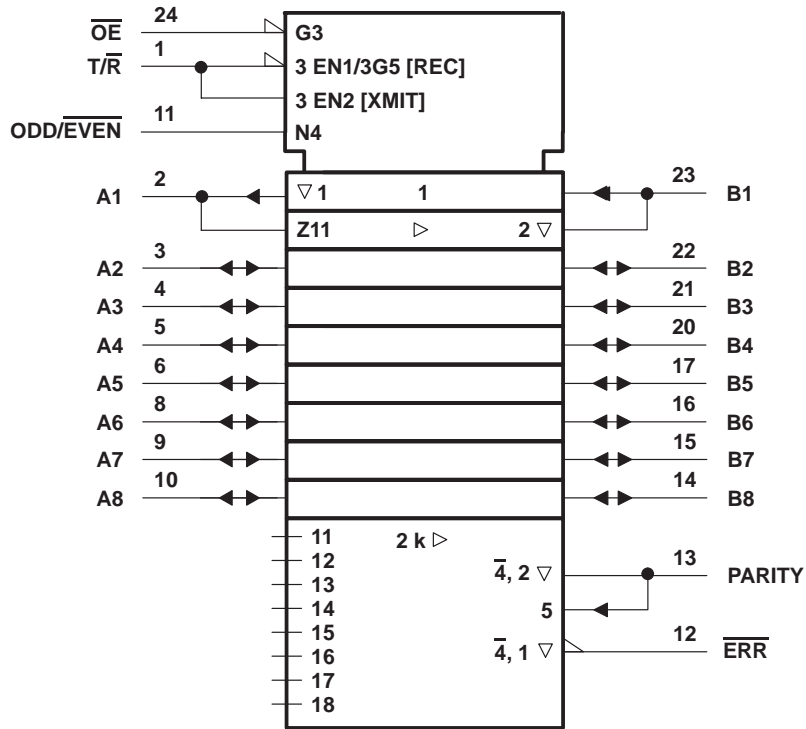 24
O̅E̅ G3
1
T/R̅ 3 EN1/3G5 [REC]
3 EN2 [XMIT]
11
ODD/E̅V̅E̅N̅ N4
2 23
A1 ▽ 1 1 B1
Z11 ▷ 2 ▽
3 22
A2 B2
4 21
A3 B3
5 20
A4 B4
6 17
A5 B5
8 16
A6 B6
9 15
A7 B7
10 14
A8 B8
11 2 k ▷
12
13
4̅, 2 ▽ PARITY
13
14 5
15
12
16 4̅, 1 ▽ E̅R̅R̅
17
18